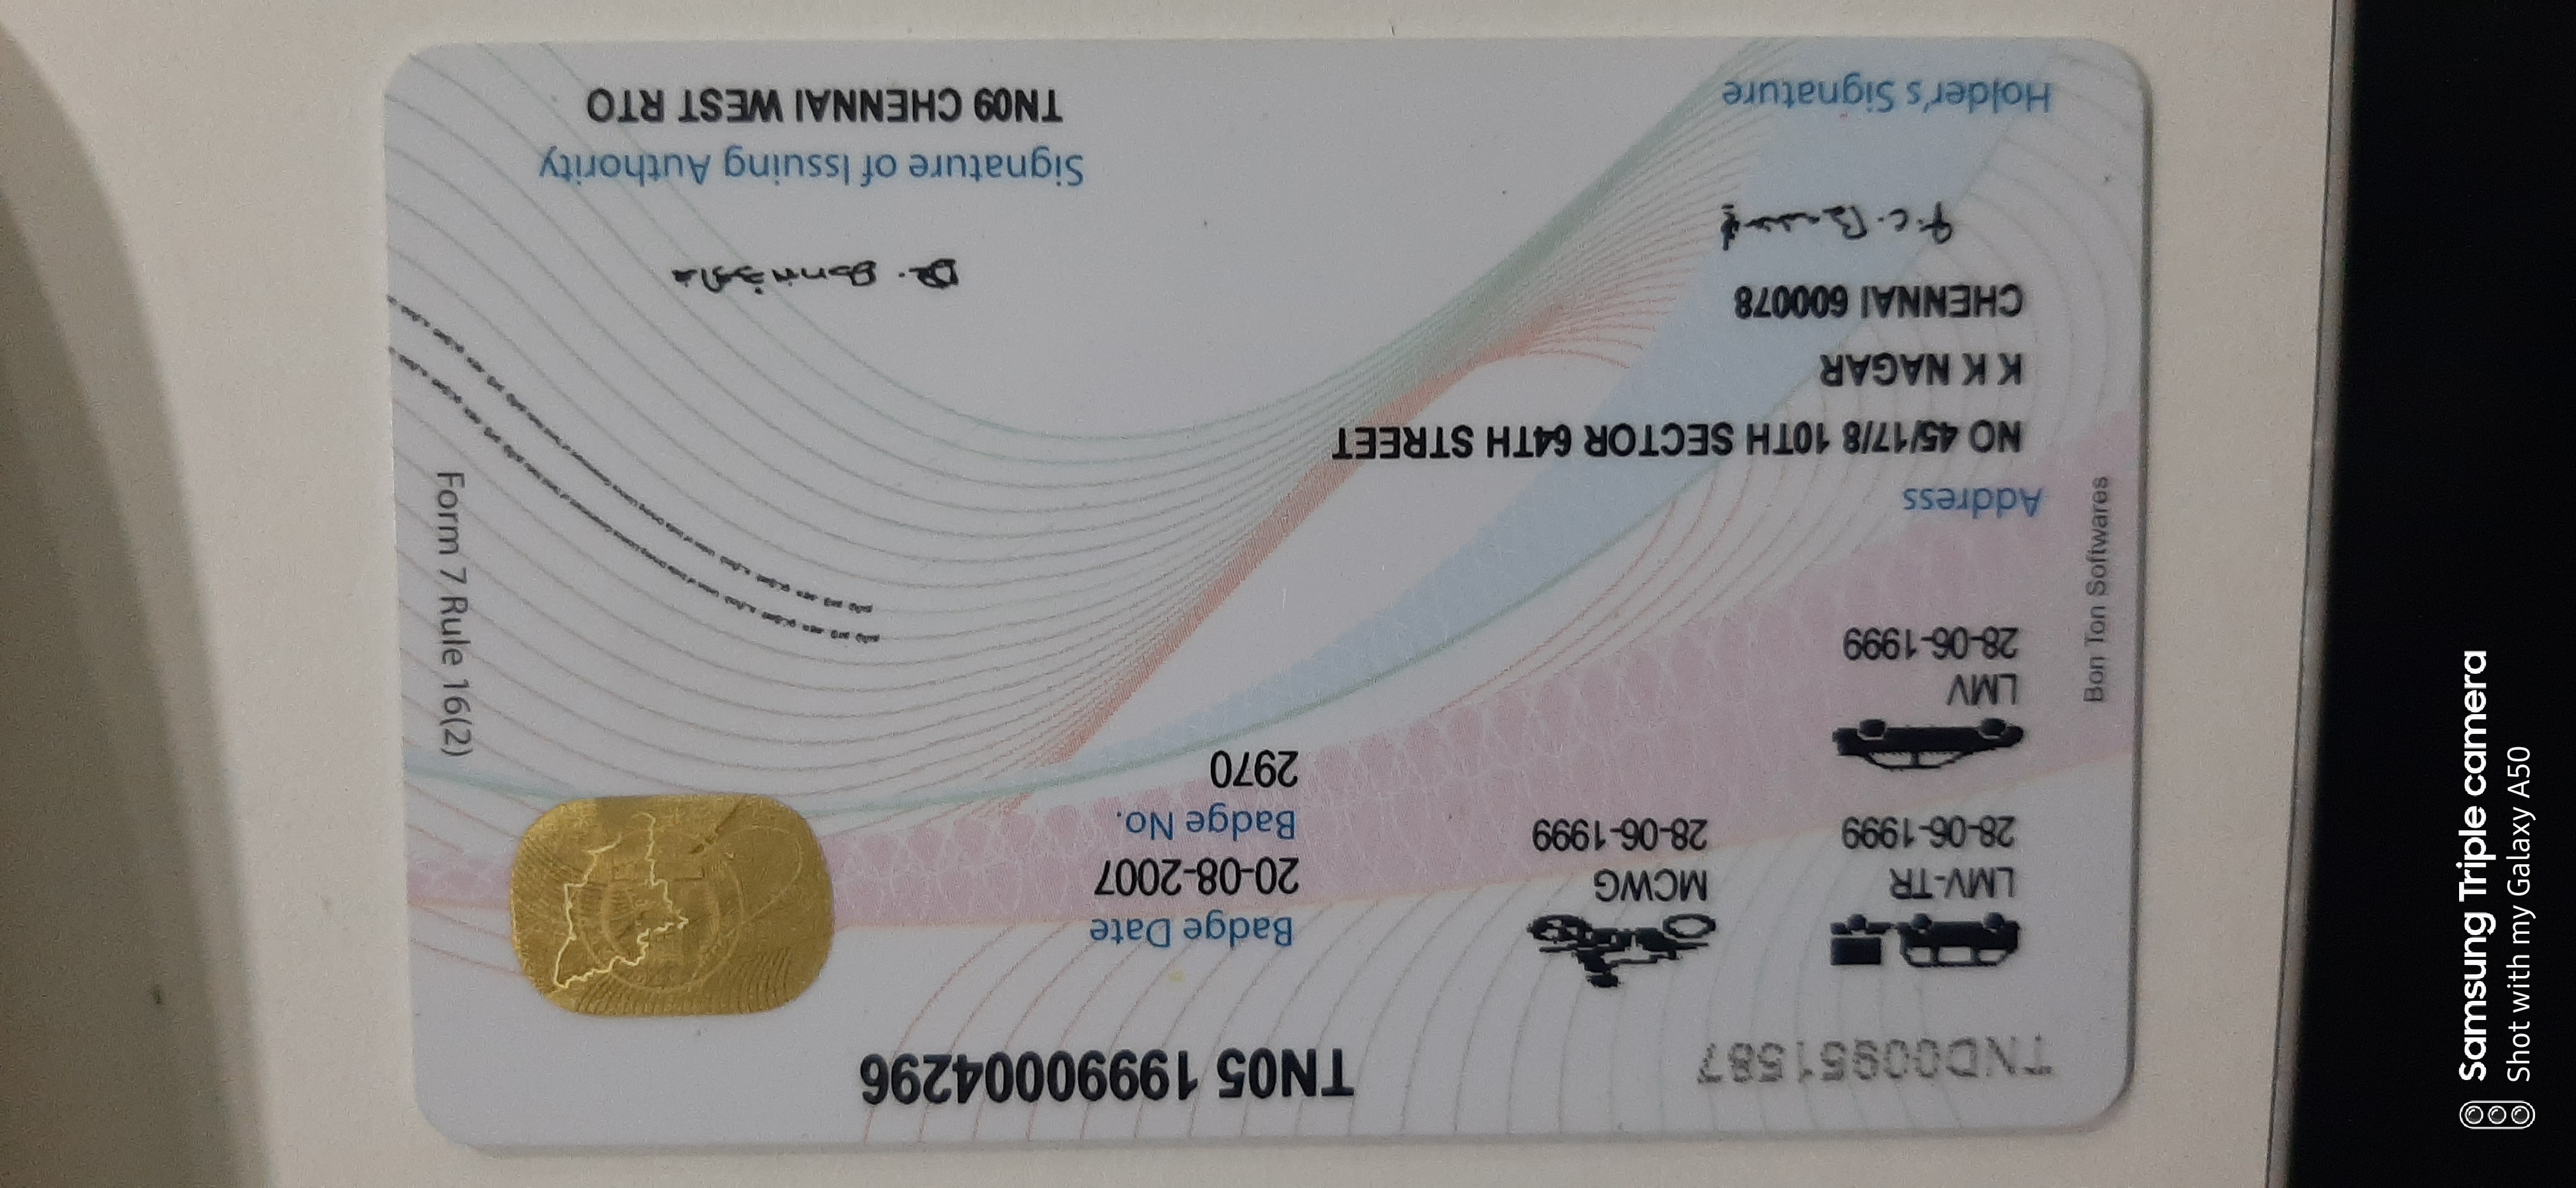 TND00951587
TN05 19990004296
LMV-TR
28-06-1999
MCWG
28-06-1999
Badge Date
20-08-2007
Badge No.
2970
LMV
28-06-1999
Bon Ton Softwares
Form 7 Rule 16(2)
Address
NO 45/17/8 10TH SECTOR 64TH STREET
K K NAGAR
CHENNAI 600078
Signature of Issuing Authority
TN09 CHENNAI WEST RTO
Holder's Signature
Samsung Triple camera
Shot with my Galaxy A50